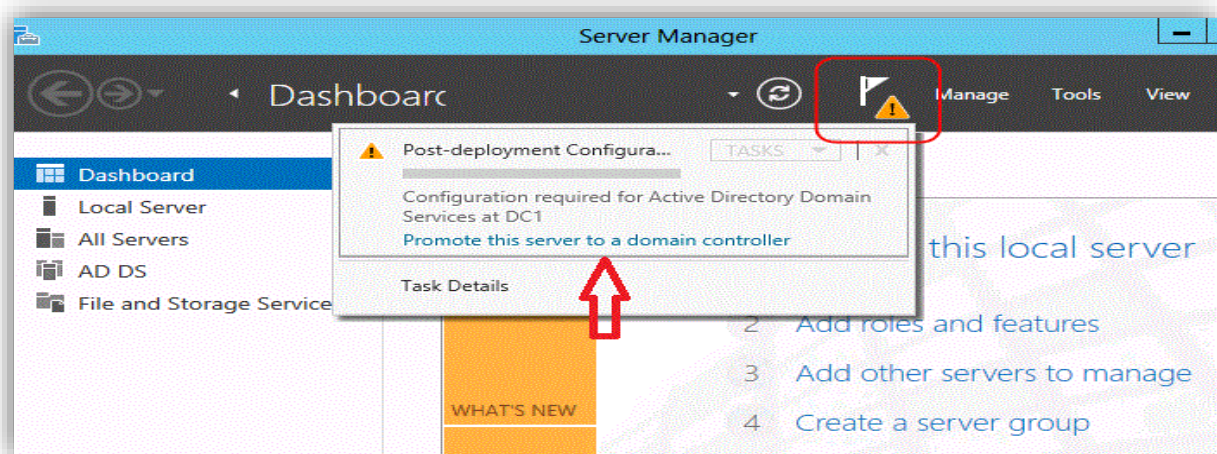 Server Manager
Dashboarc
Manage Tools View
Dashboard
Local Server
All Servers
AD DS
File and Storage Service
Post-deployment Configura...
TASKS
Configuration required for Active Directory Domain
Services at DC1
Promote this server to a domain controller
Task Details
this local server
2 Add roles and features
3 Add other servers to manage
4 Create a server group
WHAT'S NEW